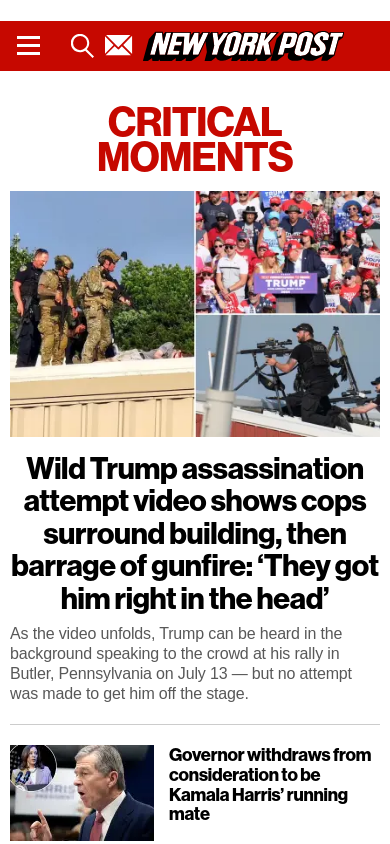 NEW YORK POST
CRITICAL
MOMENTS
TRUMP
Wild Trump assassination
attempt video shows cops
surround building, then
barrage of gunfire: ‘They got
him right in the head’
As the video unfolds, Trump can be heard in the
background speaking to the crowd at his rally in
Butler, Pennsylvania on July 13 — but no attempt
was made to get him off the stage.
Governor withdraws from
consideration to be
Kamala Harris’ running
mate